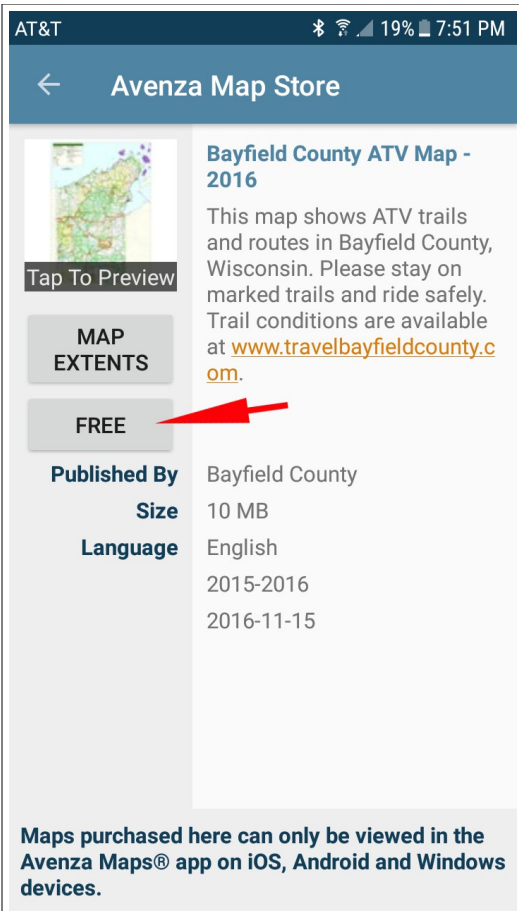 AT&T 19% 7:51 PM
Avenza Map Store
Tap To Preview
MAP
EXTENTS
FREE
Bayfield County ATV Map -
2016
This map shows ATV trails
and routes in Bayfield County,
Wisconsin. Please stay on
marked trails and ride safely.
Trail conditions are available
at www.travelbayfieldcounty.c
om.
Published By Bayfield County
Size 10 MB
Language English
2015-2016
2016-11-15
Maps purchased here can only be viewed in the
Avenza Maps® app on iOS, Android and Windows
devices.